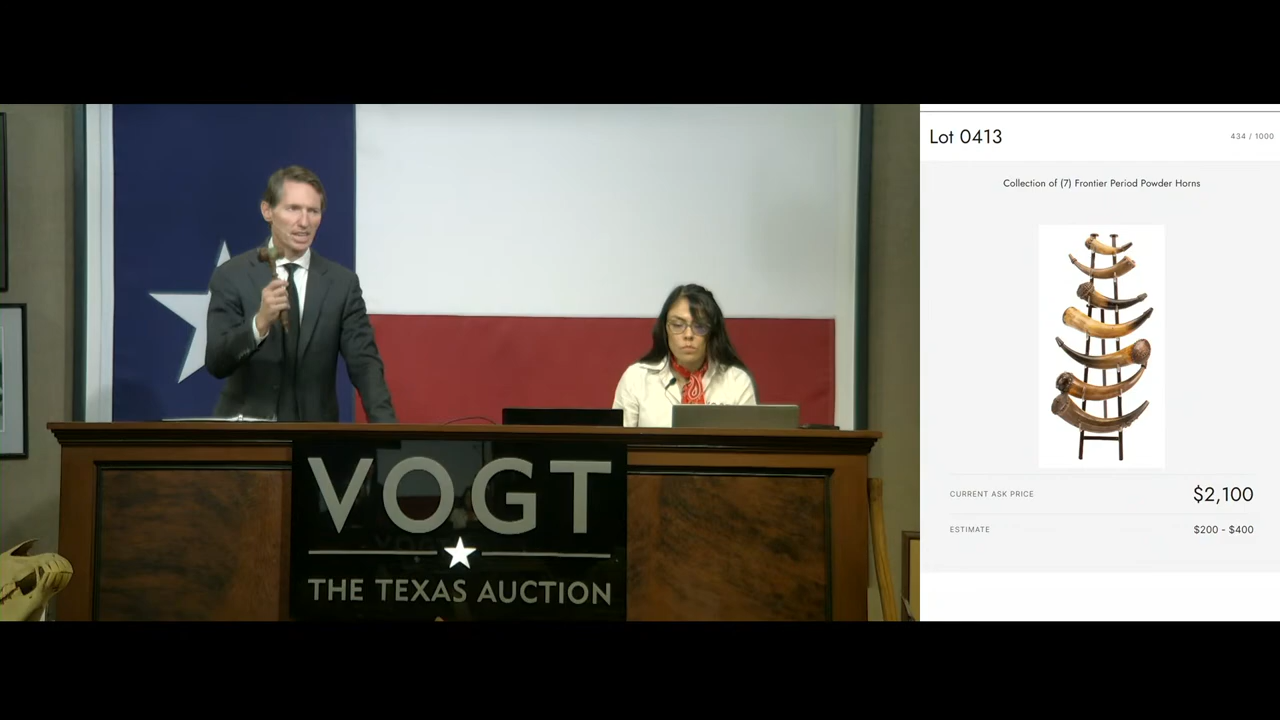 VOGT
THE TEXAS AUCTION
Lot 0413
434 / 1000
Collection of (7) Frontier Period Powder Horns
CURRENT ASK PRICE
$2,100
ESTIMATE
$200 - $400